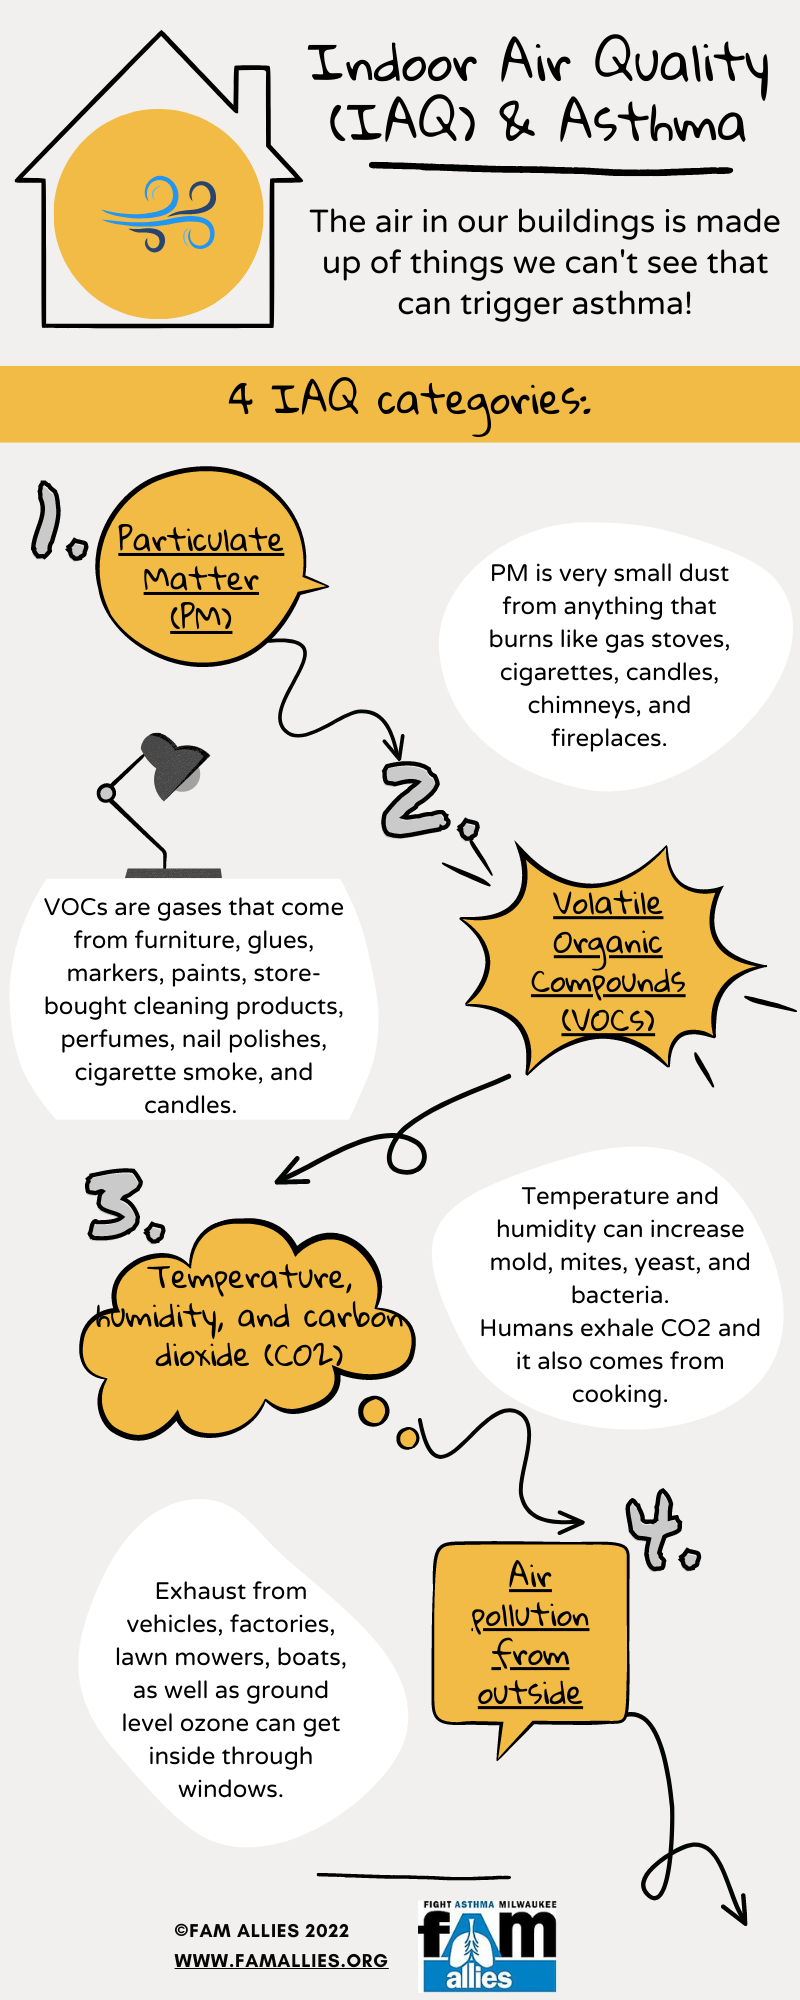 Indoor Air Quality
(IAQ) & Asthma
The air in our buildings is made
up of things we can't see that
can trigger asthma!
4 IAQ categories:
1.
Particulate
Matter
(PM)
PM is very small dust
from anything that
burns like gas stoves,
cigarettes, candles,
chimneys, and
fireplaces.
2.
Volatile
Organic
Compounds
(VOCs)
VOCs are gases that come
from furniture, glues,
markers, paints, store-
bought cleaning products,
perfumes, nail polishes,
cigarette smoke, and
candles.
3.
Temperature,
humidity, and carbon
dioxide (CO2)
Temperature and
humidity can increase
mold, mites, yeast, and
bacteria.
Humans exhale CO2 and
it also comes from
cooking.
4.
Air
pollution
from
outside
Exhaust from
vehicles, factories,
lawn mowers, boats,
as well as ground
level ozone can get
inside through
windows.
©FAM ALLIES 2022
WWW.FAMALLIES.ORG
FIGHT ASTHMA MILWAUKEE
fAm
allies